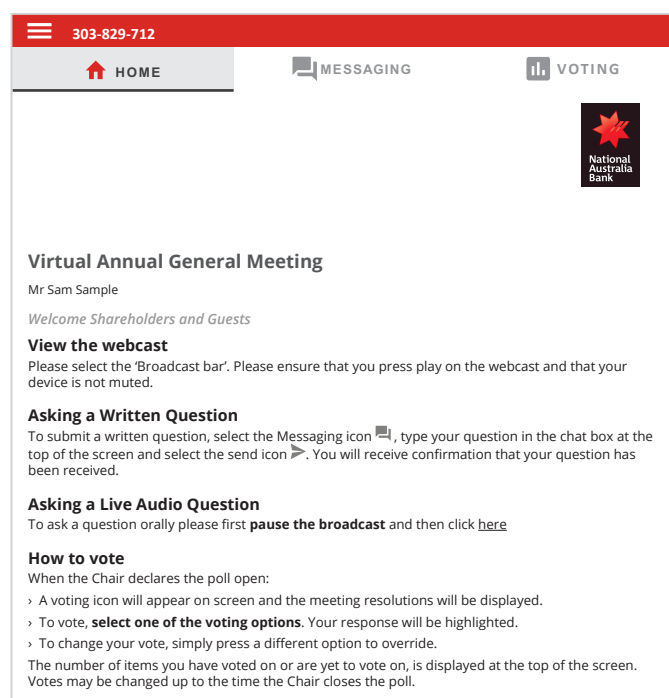 303-829-712
HOME
MESSAGING
VOTING
National
Australia
Bank
Virtual Annual General Meeting
Mr Sam Sample
Welcome Shareholders and Guests
View the webcast
Please select the ‘Broadcast bar’. Please ensure that you press play on the webcast and that your
device is not muted.
Asking a Written Question
To submit a written question, select the Messaging icon , type your question in the chat box at the
top of the screen and select the send icon . You will receive confirmation that your question has
been received.
Asking a Live Audio Question
To ask a question orally please first pause the broadcast and then click here
How to vote
When the Chair declares the poll open:
› A voting icon will appear on screen and the meeting resolutions will be displayed.
› To vote, select one of the voting options. Your response will be highlighted.
› To change your vote, simply press a different option to override.
The number of items you have voted on or are yet to vote on, is displayed at the top of the screen.
Votes may be changed up to the time the Chair closes the poll.